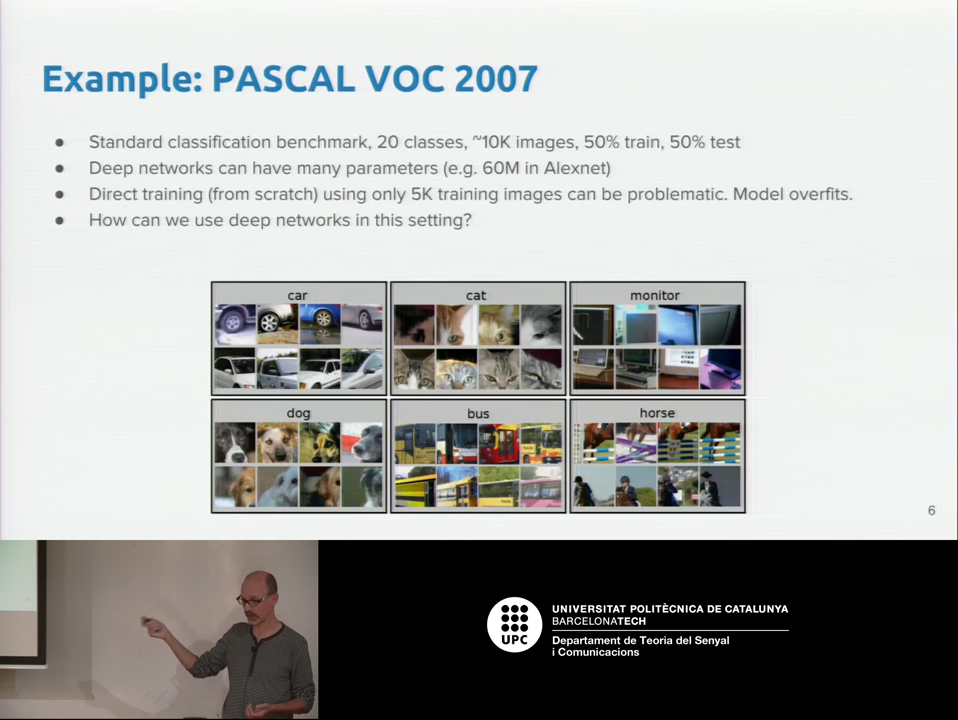 Example: PASCAL VOC 2007
● Standard classification benchmark, 20 classes, ~10K images, 50% train, 50% test
● Deep networks can have many parameters (e.g. 60M in Alexnet)
● Direct training (from scratch) using only 5K training images can be problematic. Model overfits.
● How can we use deep networks in this setting?
car cat monitor
dog bus horse
6
UPC
UNIVERSITAT POLITÈCNICA DE CATALUNYA
BARCELONATECH
Departament de Teoria del Senyal
i Comunicacions